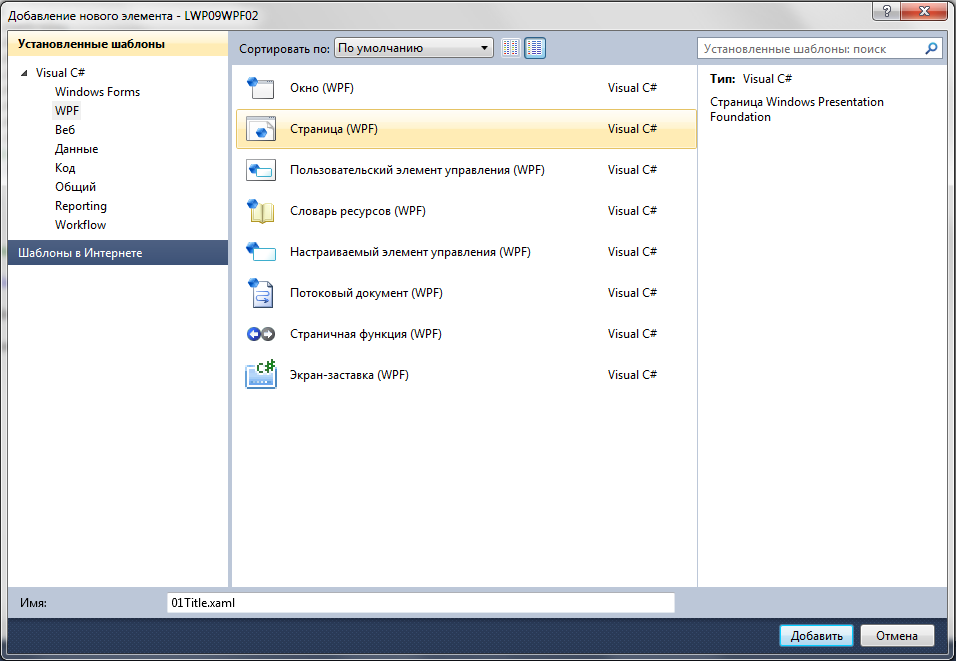 Добавление нового элемента - LWP09WPF02
Установленные шаблоны
Visual C#
Windows Forms
WPF
Веб
Данные
Код
Общий
Reporting
Workflow
Шаблоны в Интернете
Сортировать по: По умолчанию
Окно (WPF) Visual C#
Страница (WPF) Visual C#
Пользовательский элемент управления (WPF) Visual C#
Словарь ресурсов (WPF) Visual C#
Настраиваемый элемент управления (WPF) Visual C#
Потоковый документ (WPF) Visual C#
Страничная функция (WPF) Visual C#
Экран-заставка (WPF) Visual C#
Установленные шаблоны: поиск
Тип: Visual C#
Страница Windows Presentation
Foundation
Имя: 01Title.xaml
Добавить Отмена